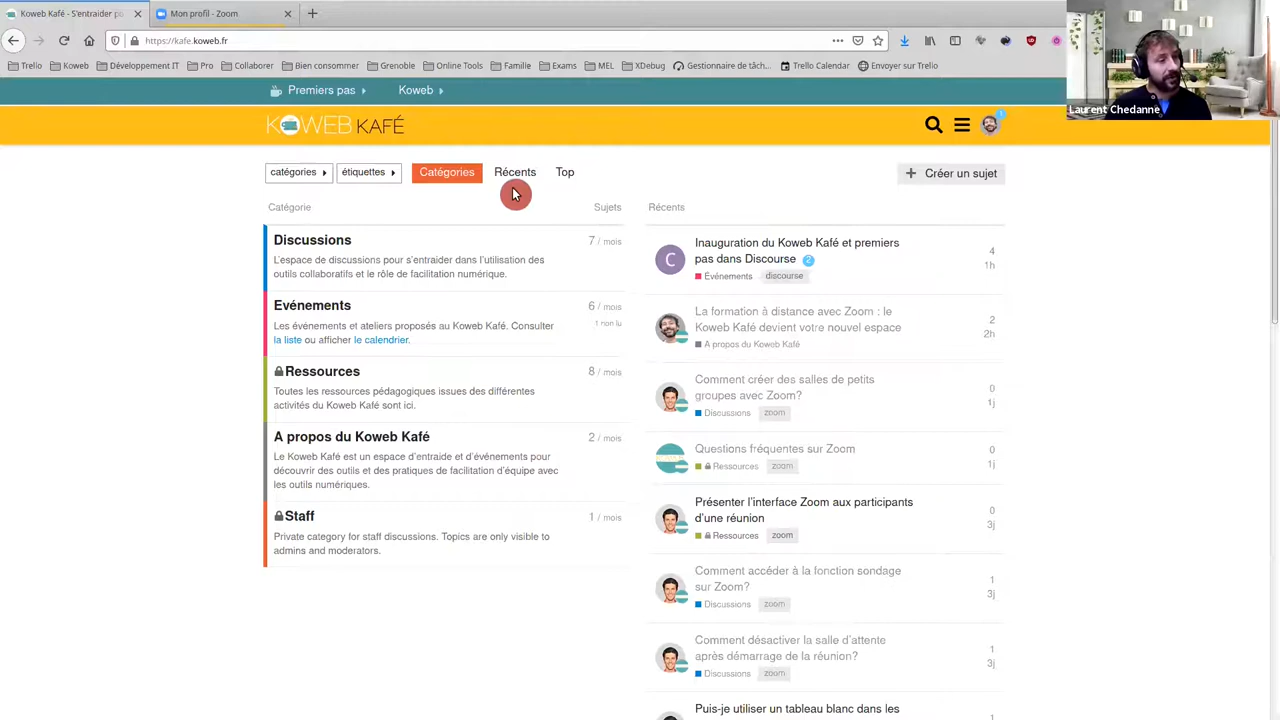 Koweb Kafé - S'entraider po
Mon profil - Zoom
https://kafe.koweb.fr
Trello
Koweb
Développement IT
Pro
Collaborer
Bien consommer
Grenoble
Online Tools
Famille
Exams
MEL
XDebug
Gestionnaire de tâch…
Trello Calendar
Envoyer sur Trello
Laurent Chedanne
Premiers pas
Koweb
KOWEB KAFÉ
1
catégories
étiquettes
Catégories
Récents
Top
+ Créer un sujet
Catégorie
Sujets
Discussions
7 / mois
L'espace de discussions pour s'entraider dans l'utilisation des
outils collaboratifs et le rôle de facilitation numérique.
Evénements
6 / mois
1 non lu
Les événements et ateliers proposés au Koweb Kafé. Consulter
la liste ou afficher le calendrier.
Ressources
8 / mois
Toutes les ressources pédagogiques issues des différentes
activités du Koweb Kafé sont ici.
A propos du Koweb Kafé
2 / mois
Le Koweb Kafé est un espace d'entraide et d'événements pour
découvrir des outils et des pratiques de facilitation d'équipe avec
les outils numériques.
Staff
1 / mois
Private category for staff discussions. Topics are only visible to
admins and moderators.
Récents
C
Inauguration du Koweb Kafé et premiers
pas dans Discourse 2
Événements discourse
4
1h
La formation à distance avec Zoom : le
Koweb Kafé devient votre nouvel espace
A propos du Koweb Kafé
2
2h
Comment créer des salles de petits
groupes avec Zoom?
Discussions zoom
0
1j
Questions fréquentes sur Zoom
Ressources zoom
0
1j
Présenter l'interface Zoom aux participants
d'une réunion
Ressources zoom
0
3j
Comment accéder à la fonction sondage
sur Zoom?
Discussions zoom
1
3j
Comment désactiver la salle d'attente
après démarrage de la réunion?
Discussions zoom
1
3j
Puis-je utiliser un tableau blanc dans les
1